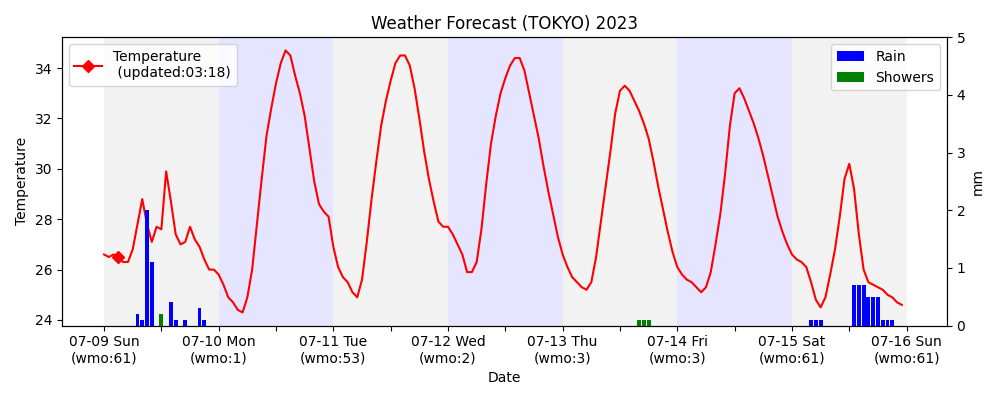 Weather Forecast (TOKYO) 2023
Temperature
(updated:03:18)
Rain
Showers
Temperature
34
32
30
28
26
24
5
4
3
2
1
0
mm
07-09 Sun
(wmo:61)
07-10 Mon
(wmo:1)
07-11 Tue
(wmo:53)
07-12 Wed
(wmo:2)
07-13 Thu
(wmo:3)
07-14 Fri
(wmo:3)
07-15 Sat
(wmo:61)
07-16 Sun
(wmo:61)
Date